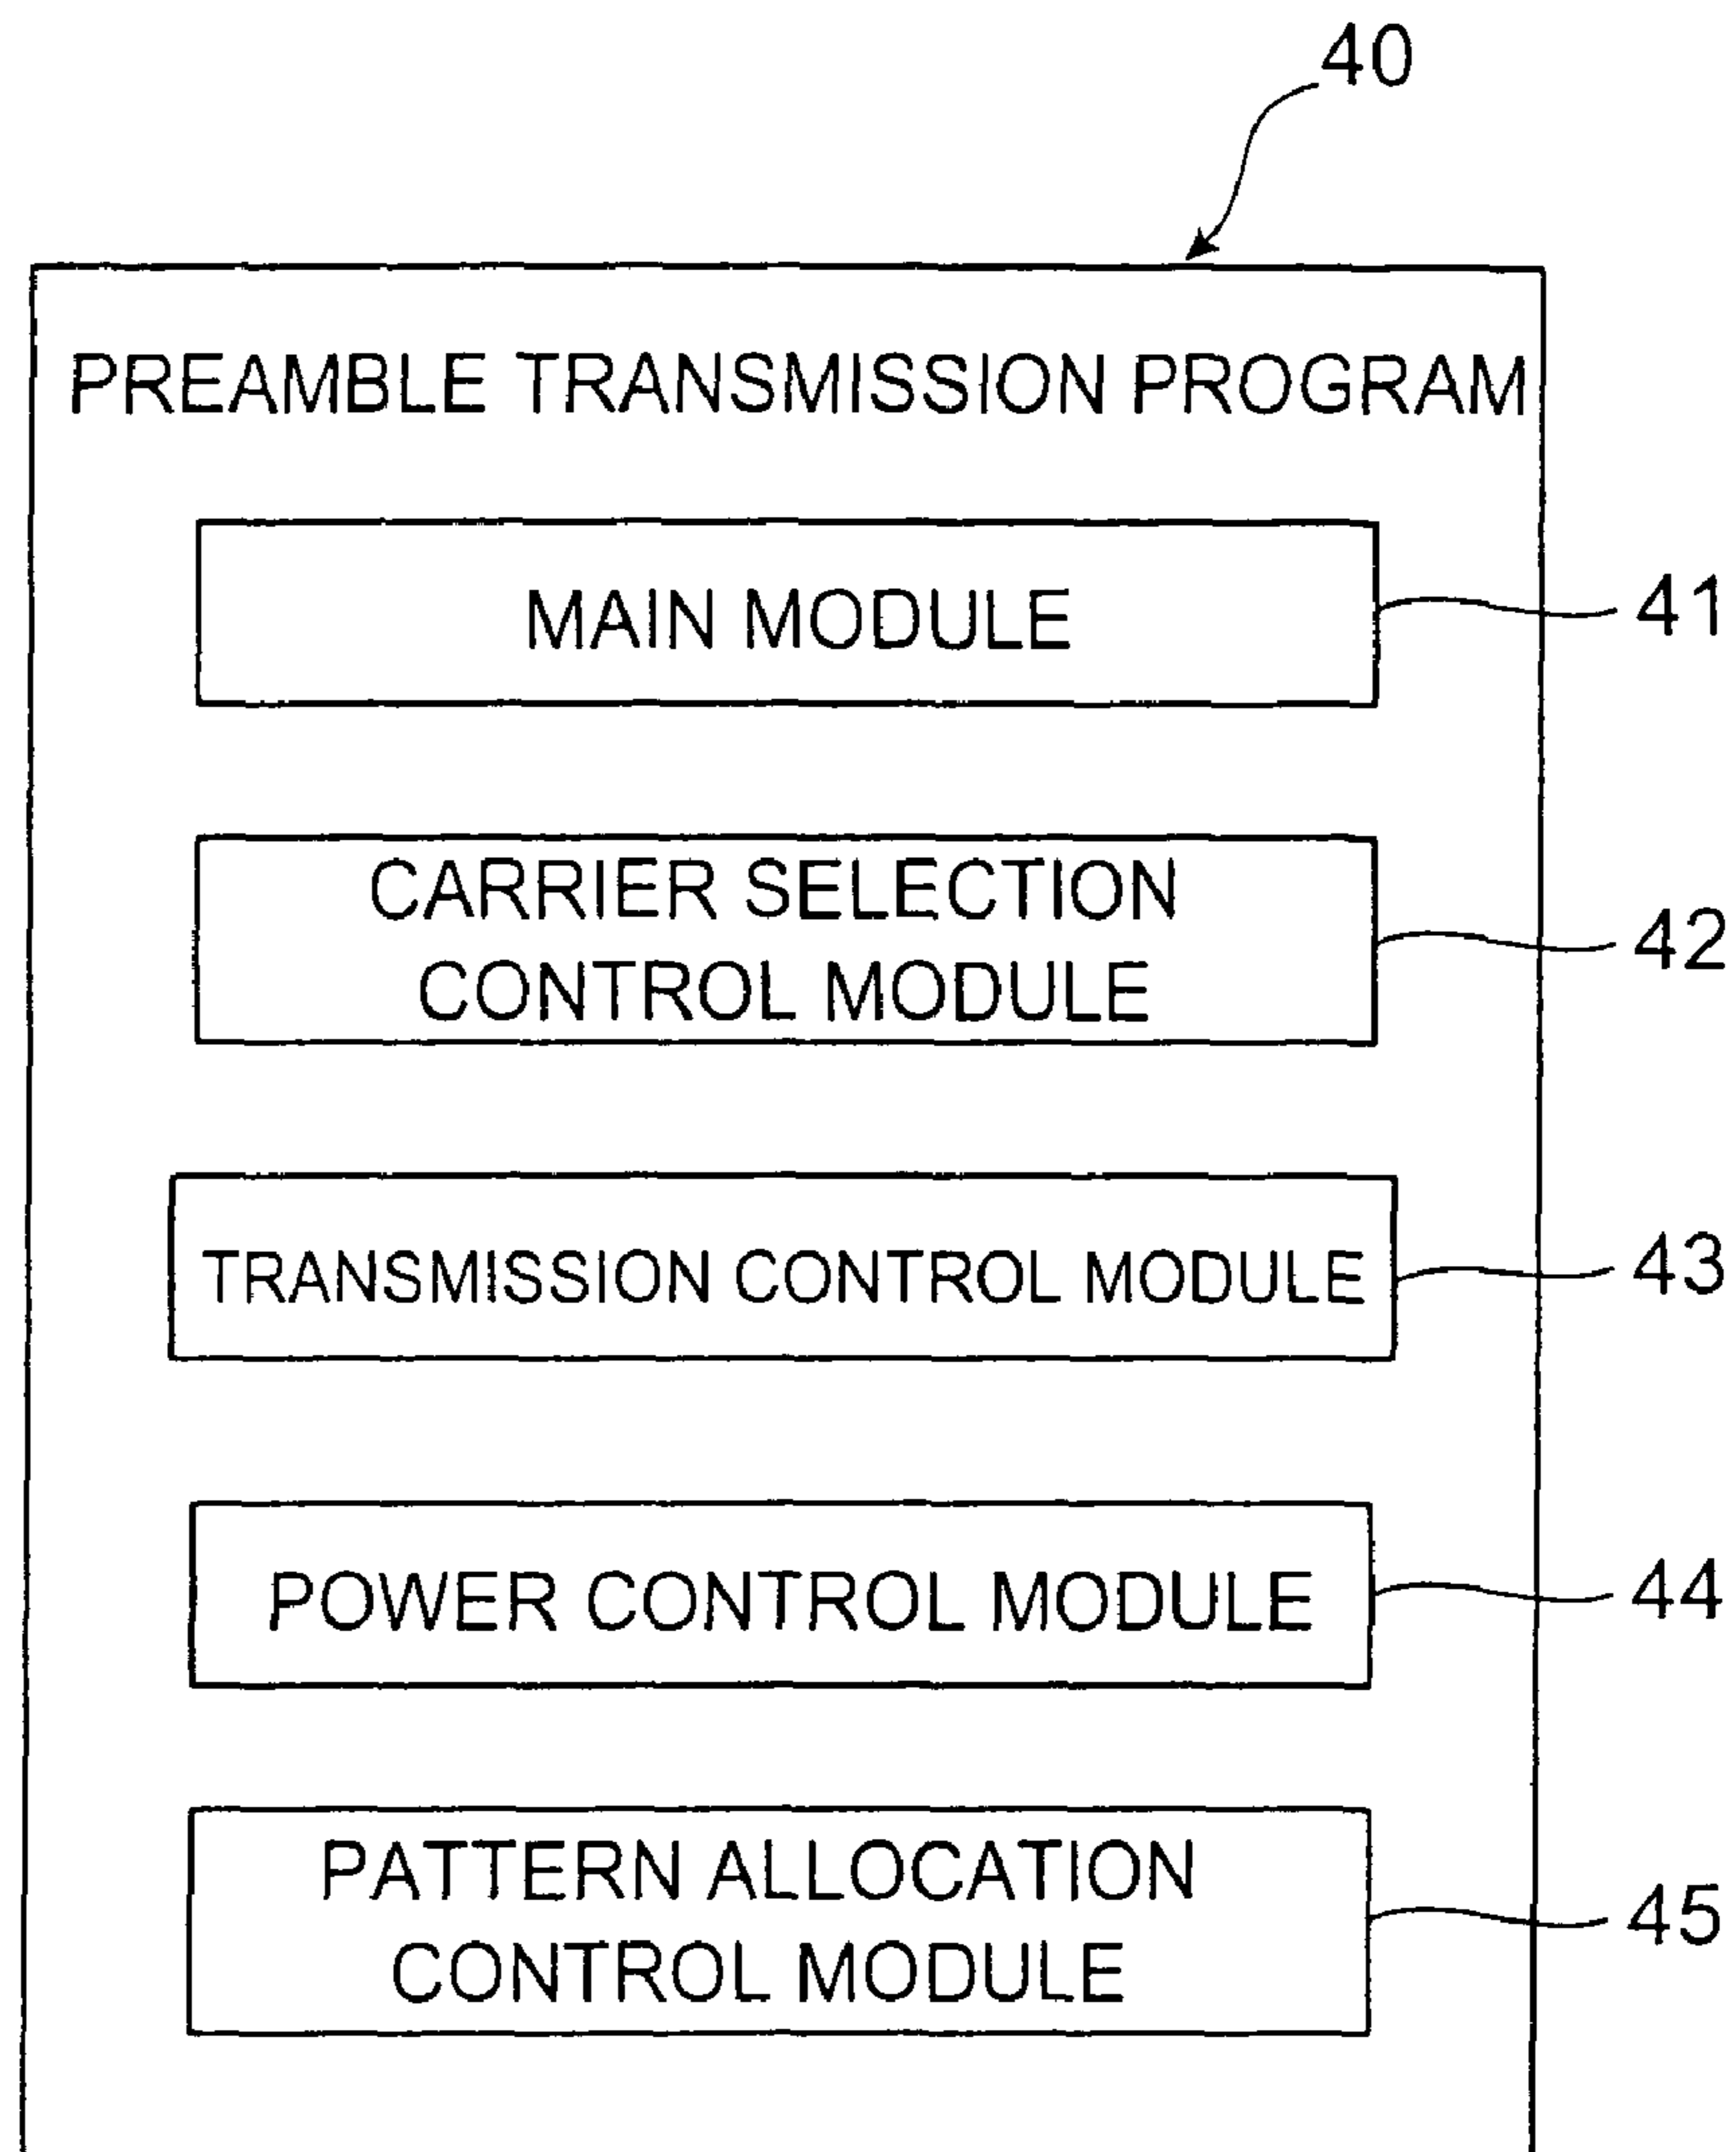 40
PREAMBLE TRANSMISSION PROGRAM
MAIN MODULE
41
CARRIER SELECTION
CONTROL MODULE
42
TRANSMISSION CONTROL MODULE
43
POWER CONTROL MODULE
44
PATTERN ALLOCATION
CONTROL MODULE
45